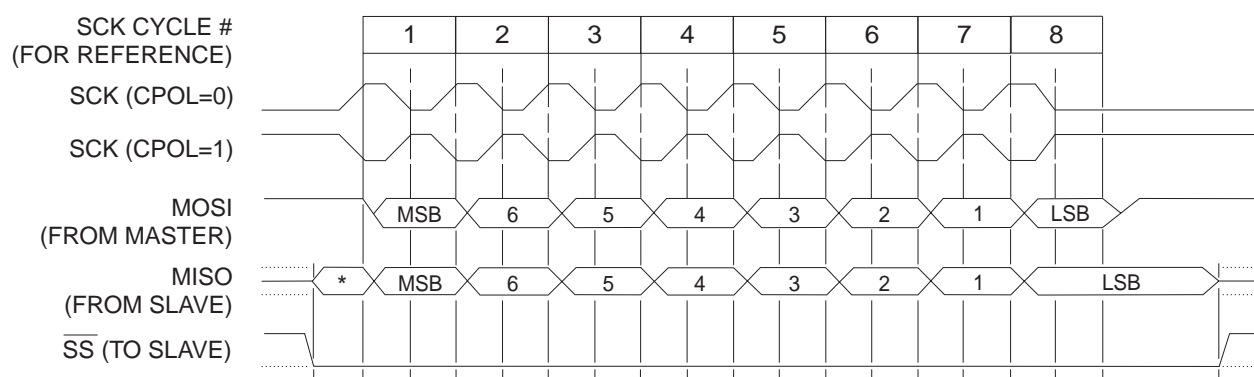 SCK CYCLE #
(FOR REFERENCE)
1 2 3 4 5 6 7 8
SCK (CPOL=0)
SCK (CPOL=1)
MOSI
(FROM MASTER)
MSB 6 5 4 3 2 1 LSB
MISO
(FROM SLAVE)
* MSB 6 5 4 3 2 1 LSB
SS (TO SLAVE)